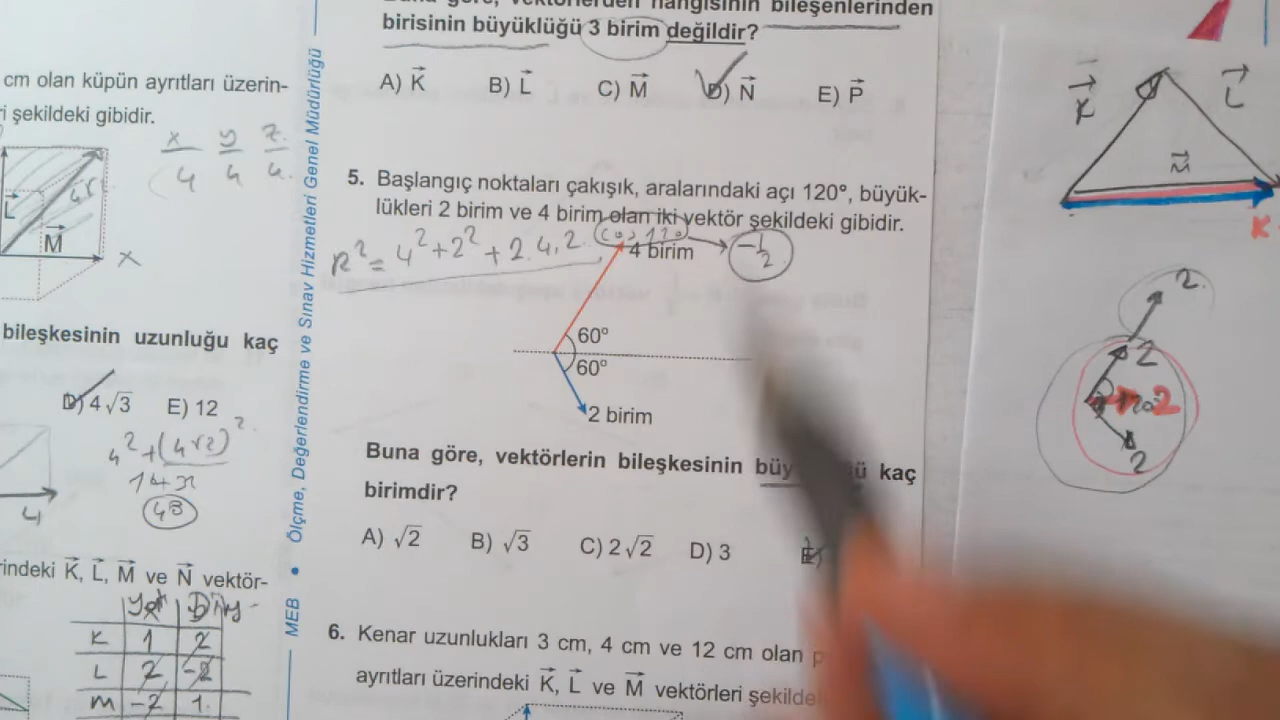 birisinin büyüklüğü 3 birim değildir?
A) K B) L C) M D) N E) P
cm olan küpün ayrıtları üzerin-
i şekildeki gibidir.
x y z
4 4 4
L
M
x
bileşkesinin uzunluğu kaç
D) 4√3 E) 12
4² + (4√2)²
48
4
rindeki K, L, M ve N vektör-
K 1 2
L 2 -2
M -2 1
Ölçme, Değerlendirme ve Sınav Hizmetleri Genel Müdürlüğü
MEB
5. Başlangıç noktaları çakışık, aralarındaki açı 120°, büyük-
lükleri 2 birim ve 4 birim olan iki vektör şekildeki gibidir.
R² = 4² + 2² + 2.4.2. cos 120 → -1/2
4 birim
60°
60°
2 birim
Buna göre, vektörlerin bileşkesinin kaç
birimdir?
A) √2 B) √3 C) 2√2 D) 3 E)
6. Kenar uzunlukları 3 cm, 4 cm ve 12 cm olan
ayrıtları üzerindeki K, L ve M vektörleri
K
L
M
K
2
2
2
2